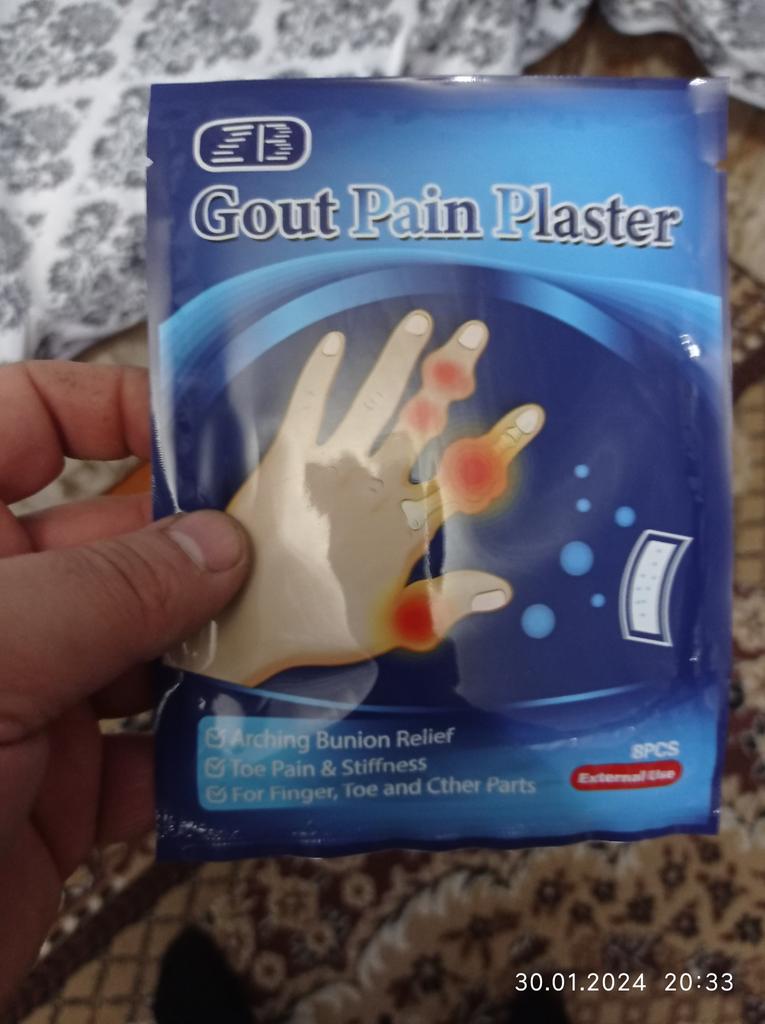 ZB
Gout Pain Plaster
Arching Bunion Relief
Toe Pain & Stiffness
For Finger, Toe and Cther Parts
8PCS
External Use
30.01.2024 20:33